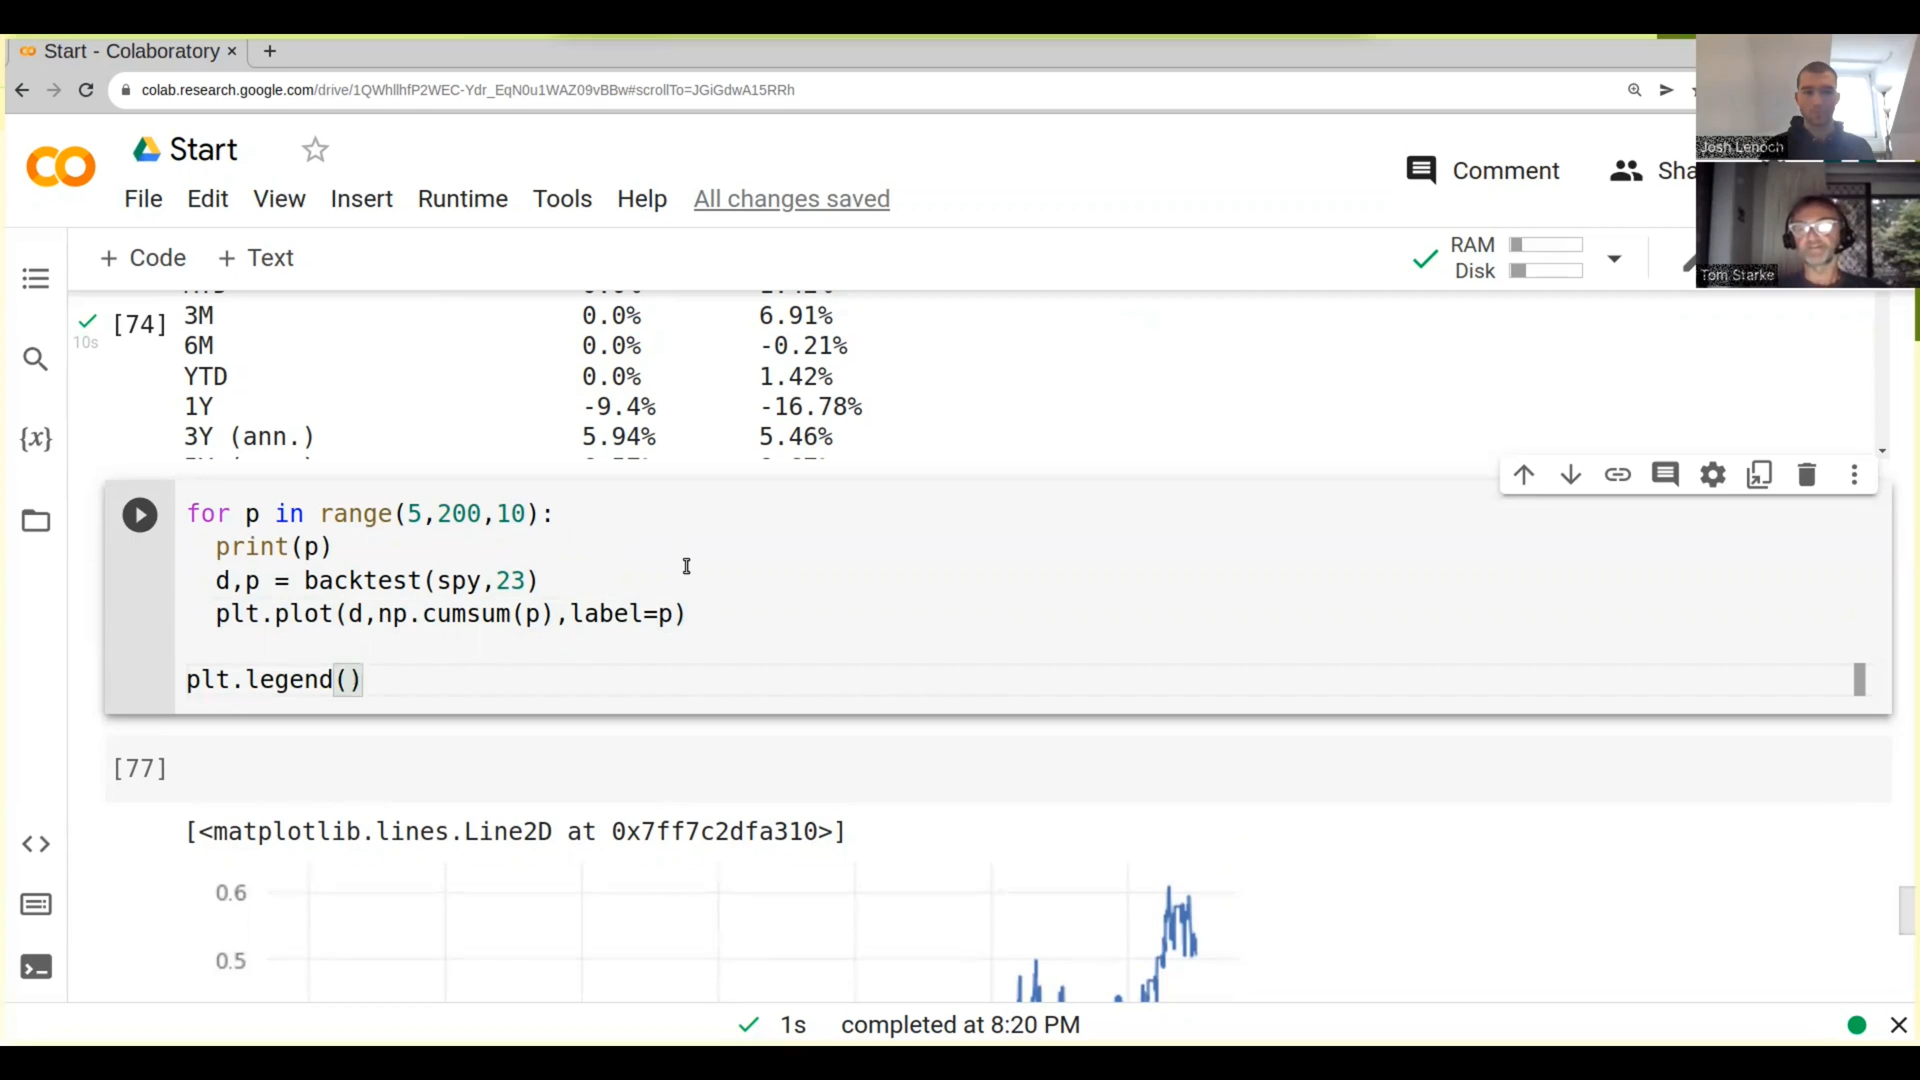 Start - Colaboratory × +
colab.research.google.com/drive/1QWhllhfP2WEC-Ydr_EqN0u1WAZ09vBBw#scrollTo=JGiGdwA15RRh
Josh Lenoch
Start
Comment
Sha
File Edit View Insert Runtime Tools Help All changes saved
Tom Starke
+ Code + Text
RAM
Disk
[74]
10s
3M 0.0% 6.91%
6M 0.0% -0.21%
YTD 0.0% 1.42%
1Y -9.4% -16.78%
3Y (ann.) 5.94% 5.46%
for p in range(5,200,10):
print(p)
d,p = backtest(spy,23)
plt.plot(d,np.cumsum(p),label=p)
plt.legend()
[77]
[<matplotlib.lines.Line2D at 0x7ff7c2dfa310>]
0.6
0.5
1s completed at 8:20 PM